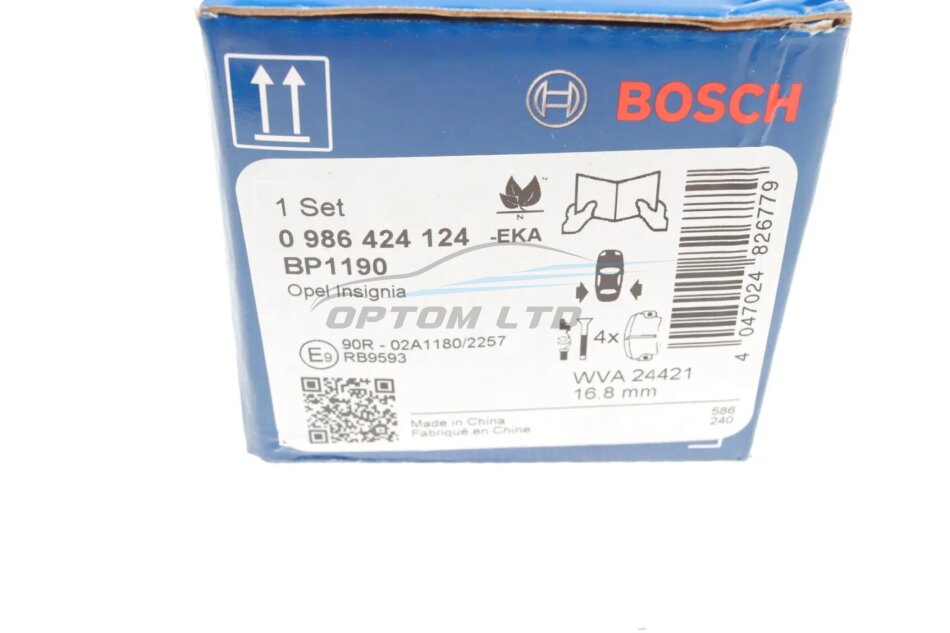 BOSCH
1 Set
0 986 424 124 -EKA
BP1190
Opel Insignia
N
™
OPTOM LTD
E9
90R - 02A1180/2257
RB9593
4x
WVA 24421
16.8 mm
Made in China
Fabriqué en Chine
586
240
4 047024 826779